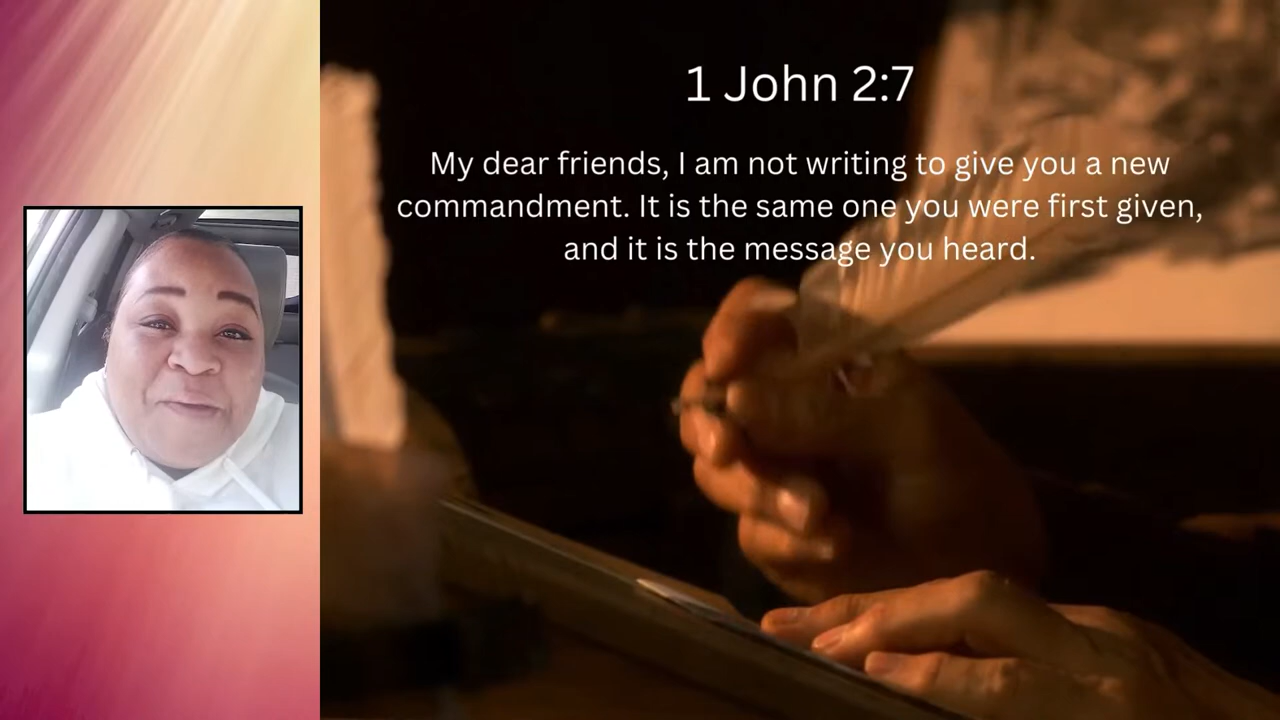 1 John 2:7
My dear friends, I am not writing to give you a new
commandment. It is the same one you were first given,
and it is the message you heard.